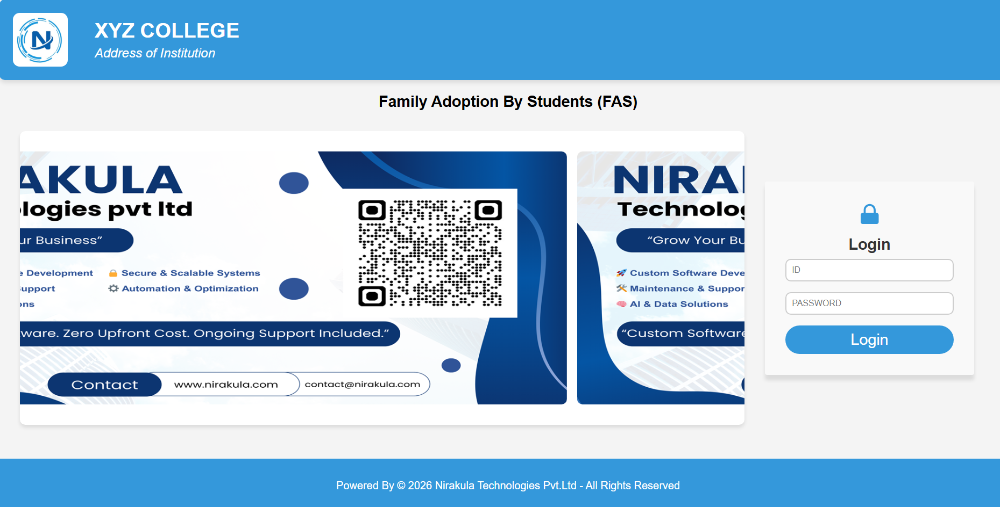 N
XYZ COLLEGE
Address of Institution
Family Adoption By Students (FAS)
AKULA
ologies pvt ltd
ur Business”
e Development
🔒 Secure & Scalable Systems
upport
⚙ Automation & Optimization
ons
tware. Zero Upfront Cost. Ongoing Support Included.”
Contact
www.nirakula.com
contact@nirakula.com
NIRA
Technolog
“Grow Your Bu
🚀 Custom Software Deve
🛠 Maintenance & Suppor
🧠 AI & Data Solutions
“Custom Software
Login
ID
PASSWORD
Login
Powered By © 2026 Nirakula Technologies Pvt.Ltd - All Rights Reserved